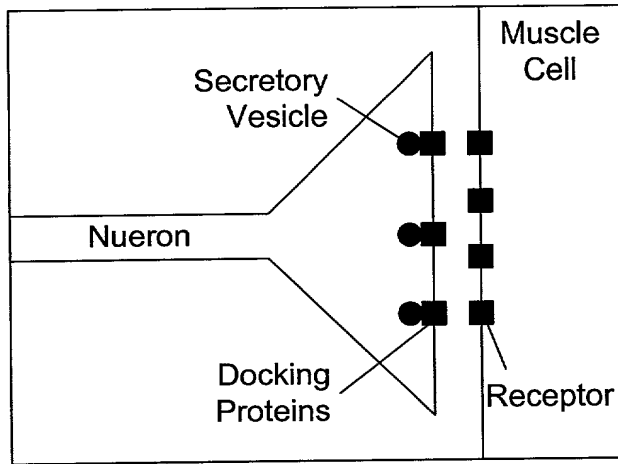 Muscle
Cell
Secretory
Vesicle
Nueron
Docking
Proteins
Receptor